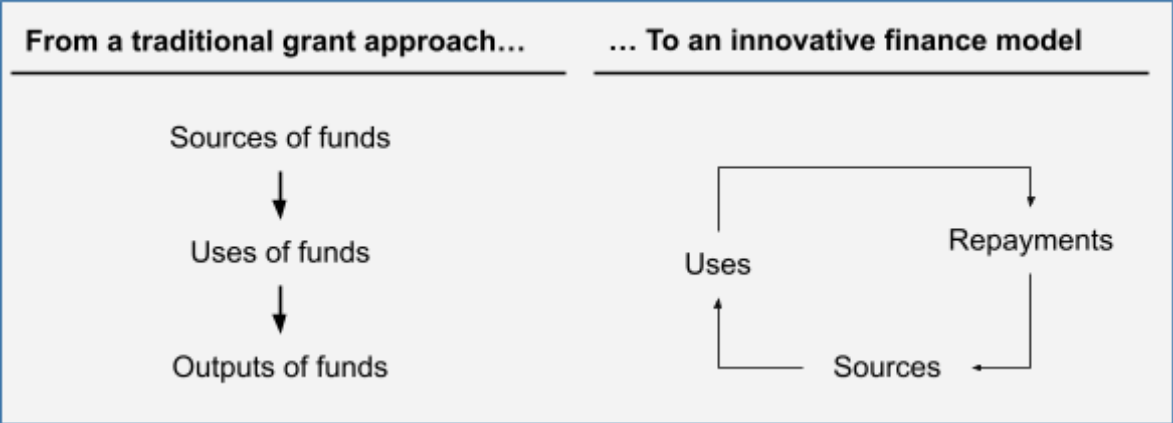 From a traditional grant approach…
Sources of funds
Uses of funds
Outputs of funds
… To an innovative finance model
Repayments
Uses
Sources